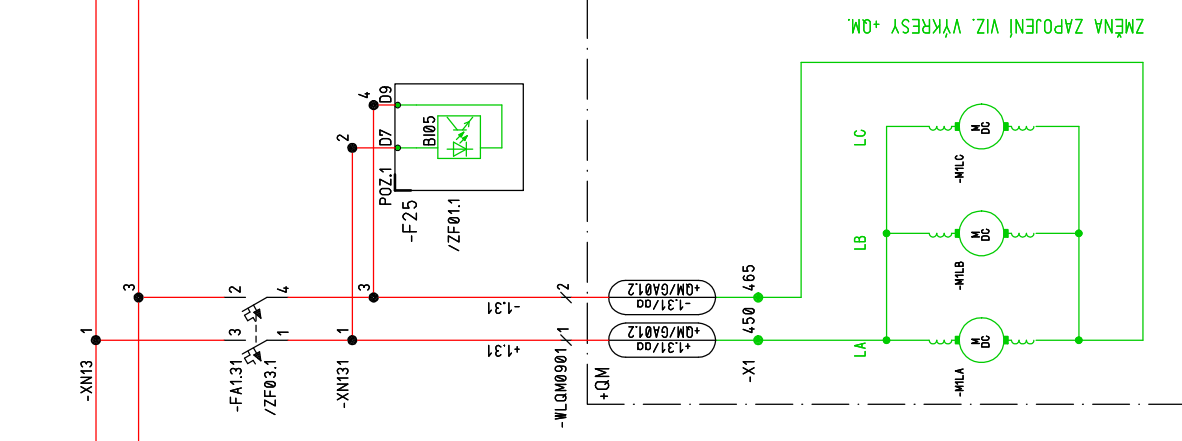 ZMĚNA ZAPOJENÍ VIZ. VÝKRESY +QM.
4
D9
2
D7
BI05
POZ.1
-F25
/ZF01.1
LC
M
DC
-M1LC
LB
M
DC
-M1LB
LA
M
DC
-M1LA
3
2
4
3
-1.31
2
-1.31/qa
+QM/GA01.2
465
1
3
1
1
+1.31
1
+1.31/qa
+QM/GA01.2
450
-XN13
-FA1.31
/ZF03.1
-XN131
-WLQM0901
+QM
-X1